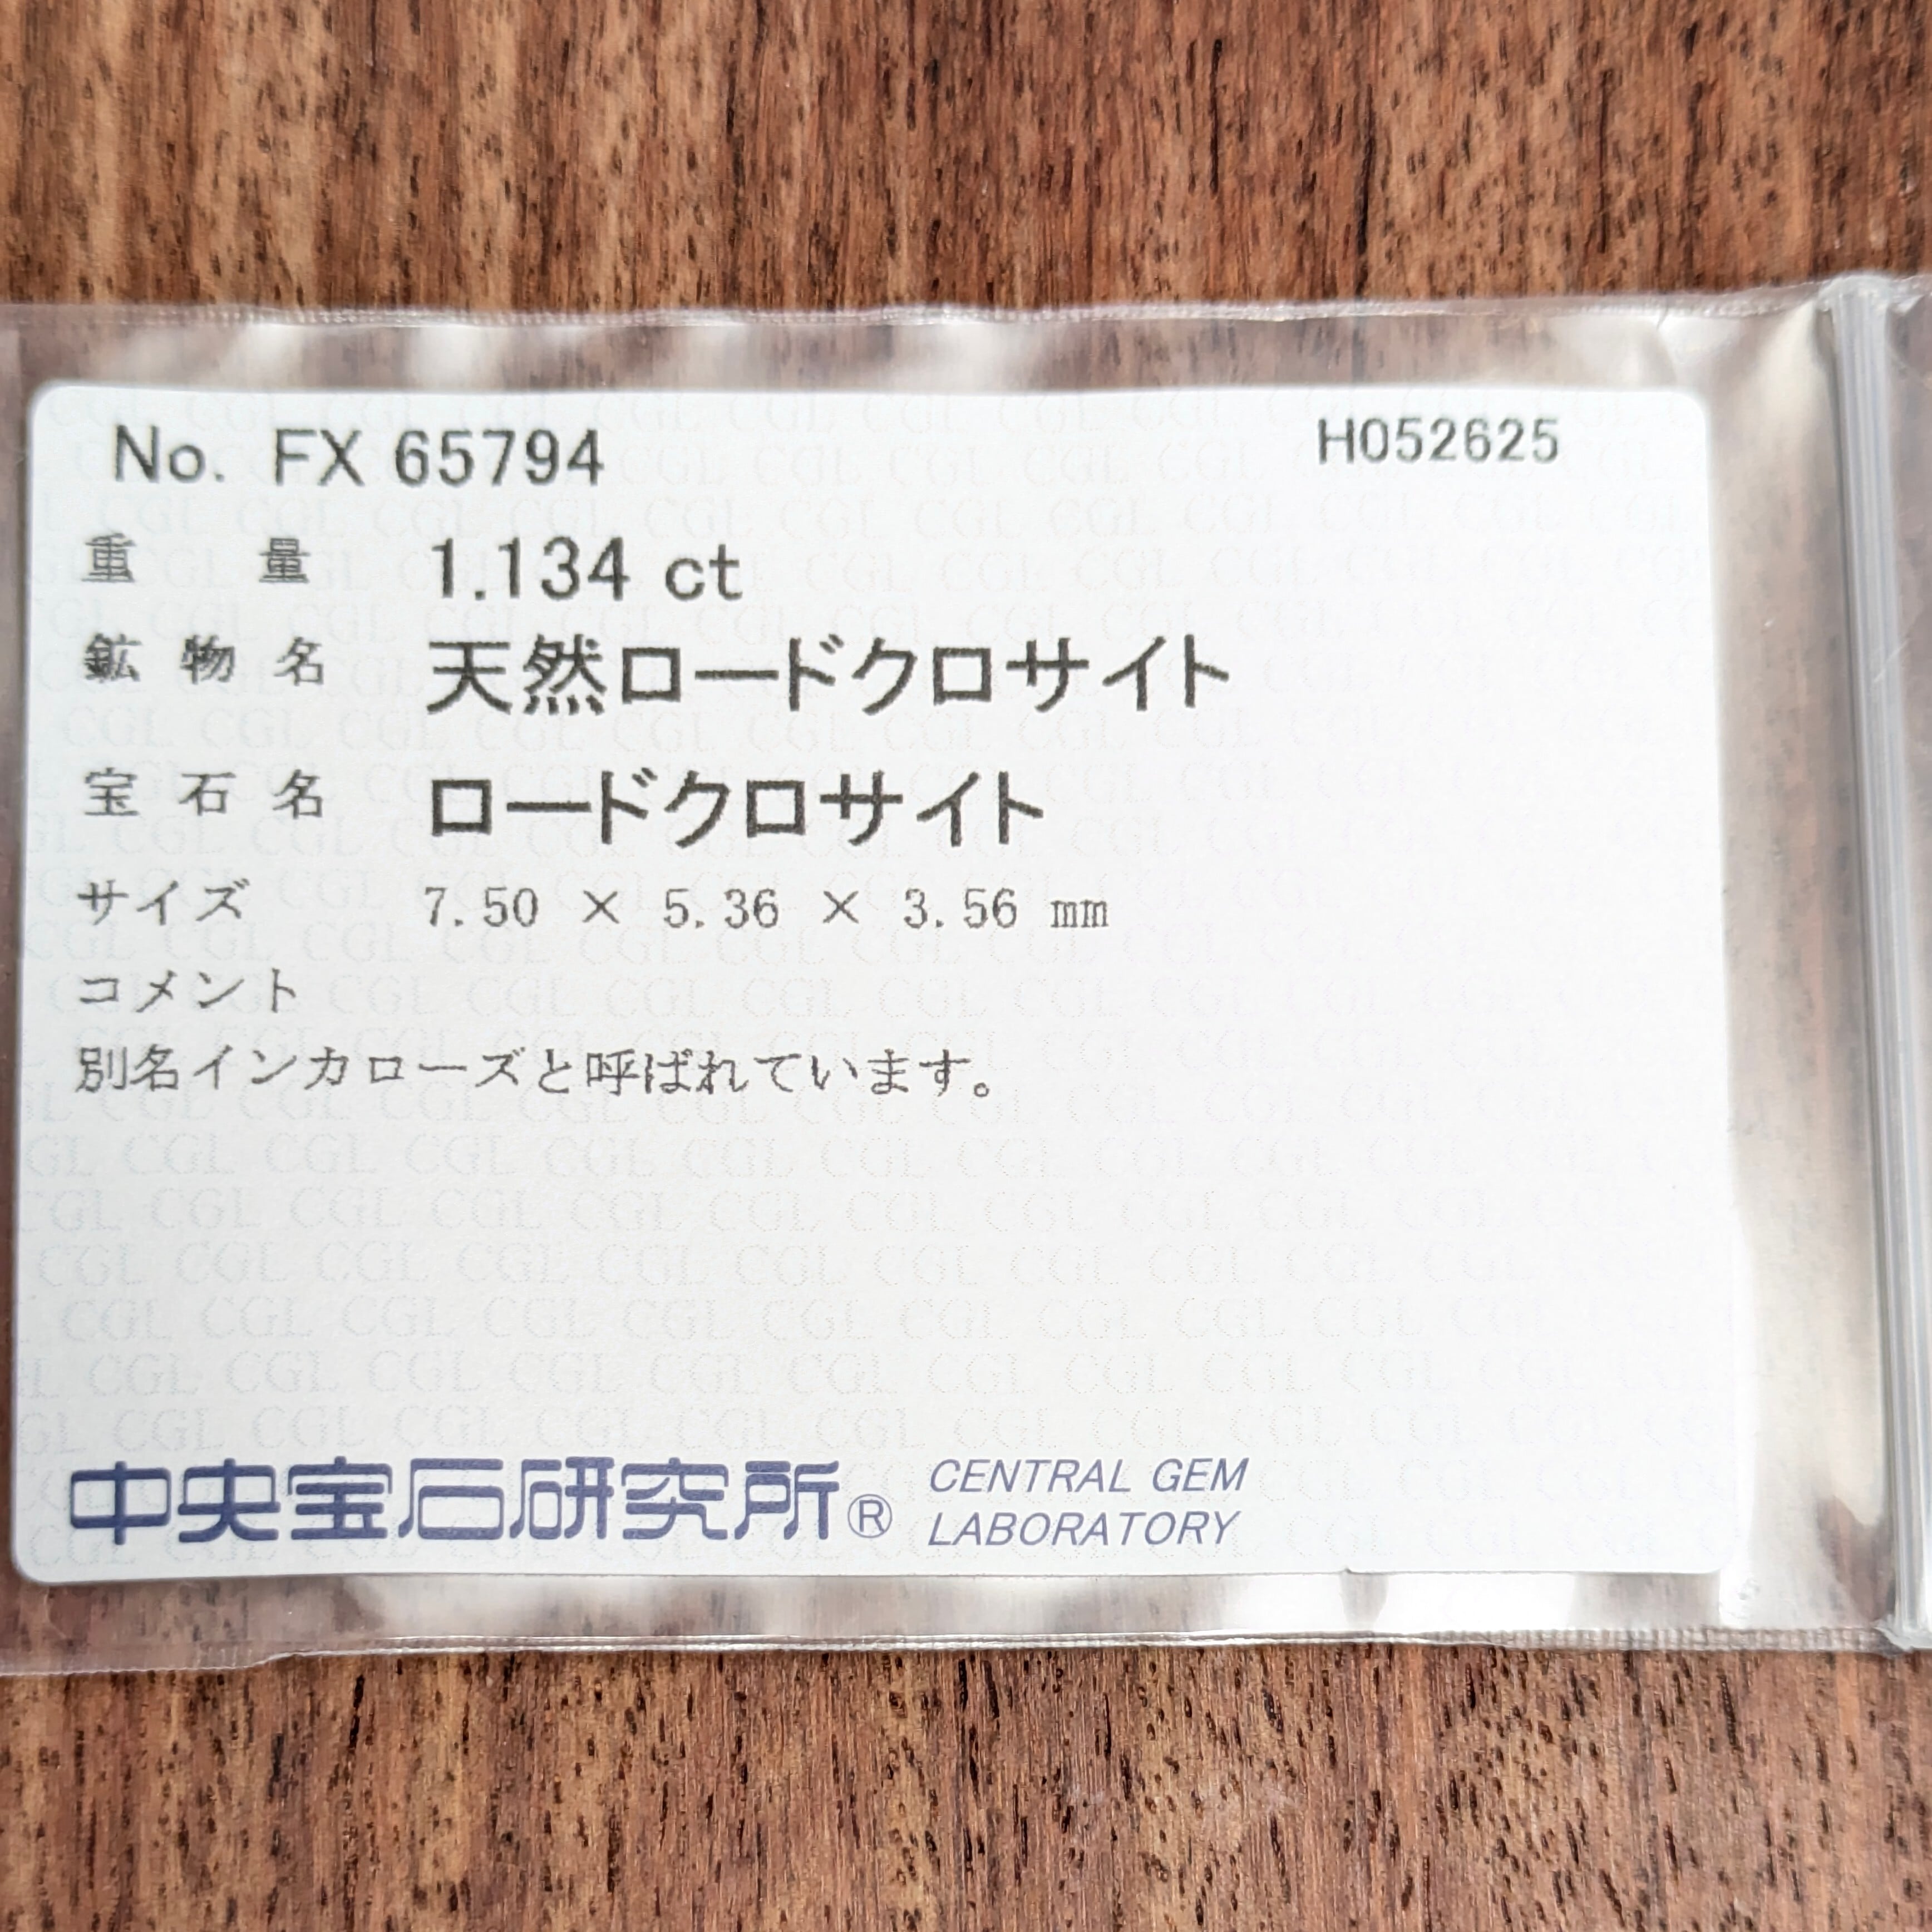 No. FX 65794 H052625
重量 1.134 ct
鉱物名 天然ロードクロサイト
宝石名 ロードクロサイト
サイズ 7.50 × 5.36 × 3.56 mm
コメント
別名インカローズと呼ばれています。
中央宝石研究所® CENTRAL GEM
LABORATORY